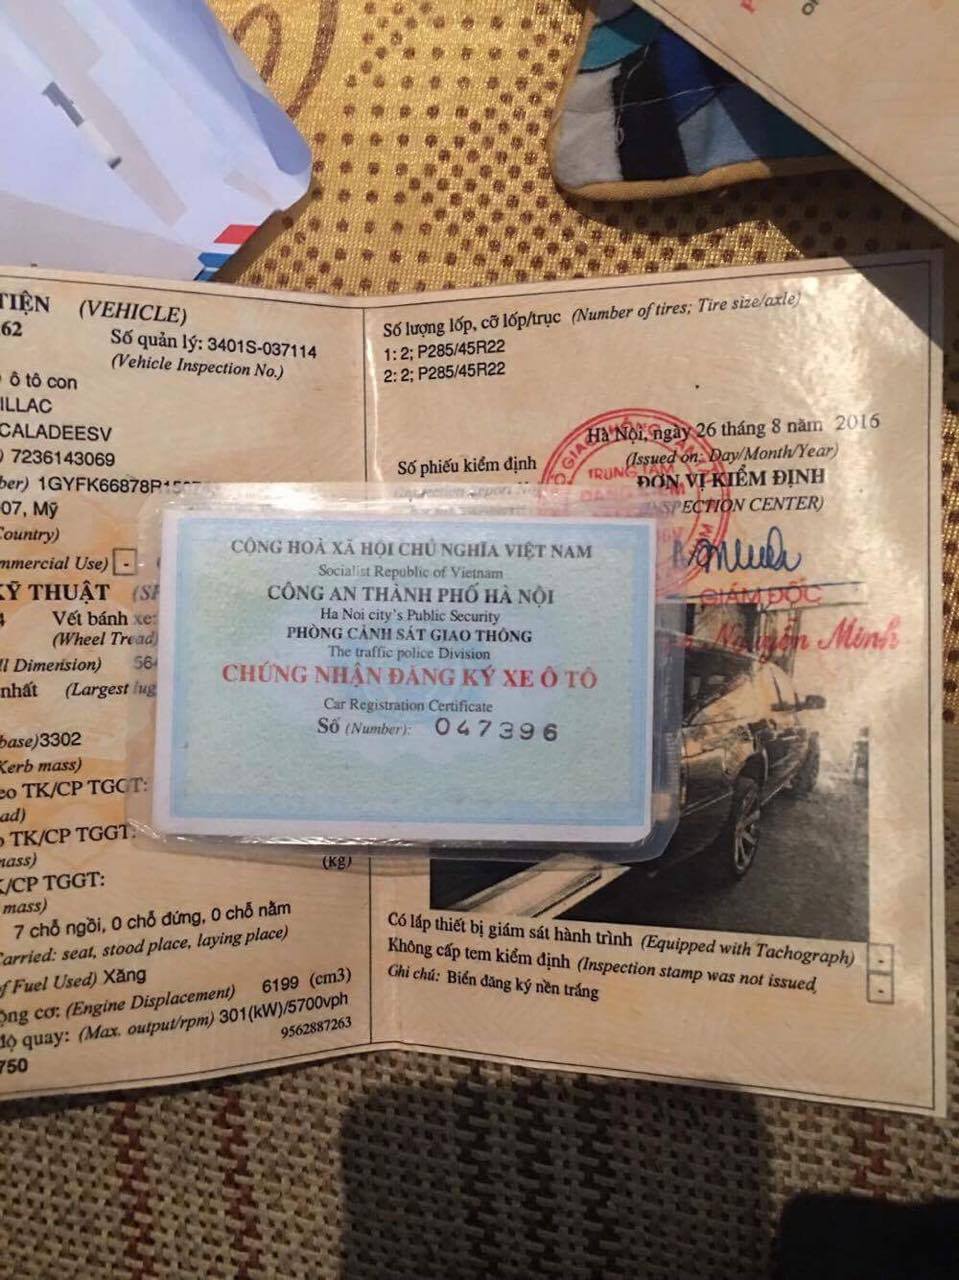 TIỆN (VEHICLE)
62
Số quản lý: 3401S-037114
(Vehicle Inspection No.)
ô tô con
ILLAC
CALADEESV
) 7236143069
ber) 1GYFK66878R
07, Mỹ
Country)
mmercial Use) -
KỸ THUẬT
4 Vết bánh xe:
(Wheel Tread)
ll Dimension) 564
nhất (Largest lug
base)3302
Kerb mass)
eo TK/CP TGGT:
ad)
o TK/CP TGGT:
mass)
(kg)
K/CP TGGT:
mass)
7 chỗ ngồi, 0 chỗ đứng, 0 chỗ nằm
Carried: seat, stood place, laying place)
of Fuel Used) Xăng
ộng cơ: (Engine Displacement) 6199 (cm3)
độ quay: (Max. output/rpm) 301(kW)/5700vph
9562887263
750
Số lượng lốp, cỡ lốp/trục (Number of tires; Tire size/axle)
1: 2; P285/45R22
2: 2; P285/45R22
Hà Nội, ngày 26 tháng 8 năm 2016
(Issued on: Day/Month/Year)
Số phiếu kiểm định
ĐƠN VỊ KIỂM ĐỊNH
INSPECTION CENTER)
TRUNG TÂM
ĐĂNG KIỂM
GIÁM ĐỐC
Nguyễn Minh
CỘNG HOÀ XÃ HỘI CHỦ NGHĨA VIỆT NAM
Socialist Republic of Vietnam
CÔNG AN THÀNH PHỐ HÀ NỘI
Ha Noi city's Public Security
PHÒNG CẢNH SÁT GIAO THÔNG
The traffic police Division
CHỨNG NHẬN ĐĂNG KÝ XE Ô TÔ
Car Registration Certificate
Số (Number): 047396
Có lắp thiết bị giám sát hành trình (Equipped with Tachograph) -
Không cấp tem kiểm định (Inspection stamp was not issued) -
Ghi chú: Biển đăng ký nền trắng